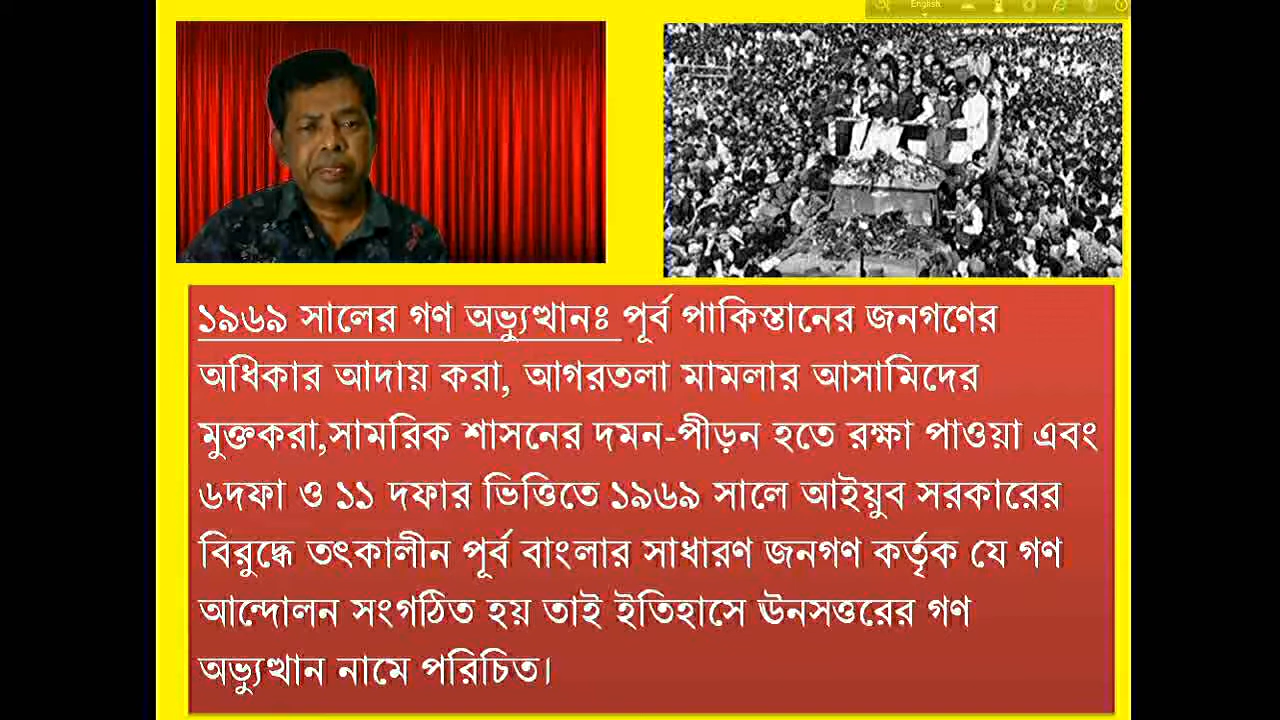 English
১৯৬৯ সালের গণ অভ্যুত্থানঃ পূর্ব পাকিস্তানের জনগণের
অধিকার আদায় করা, আগরতলা মামলার আসামিদের
মুক্তকরা,সামরিক শাসনের দমন-পীড়ন হতে রক্ষা পাওয়া এবং
৬দফা ও ১১ দফার ভিত্তিতে ১৯৬৯ সালে আইয়ুব সরকারের
বিরুদ্ধে তৎকালীন পূর্ব বাংলার সাধারণ জনগণ কর্তৃক যে গণ
আন্দোলন সংগঠিত হয় তাই ইতিহাসে ঊনসত্তরের গণ
অভ্যুত্থান নামে পরিচিত।